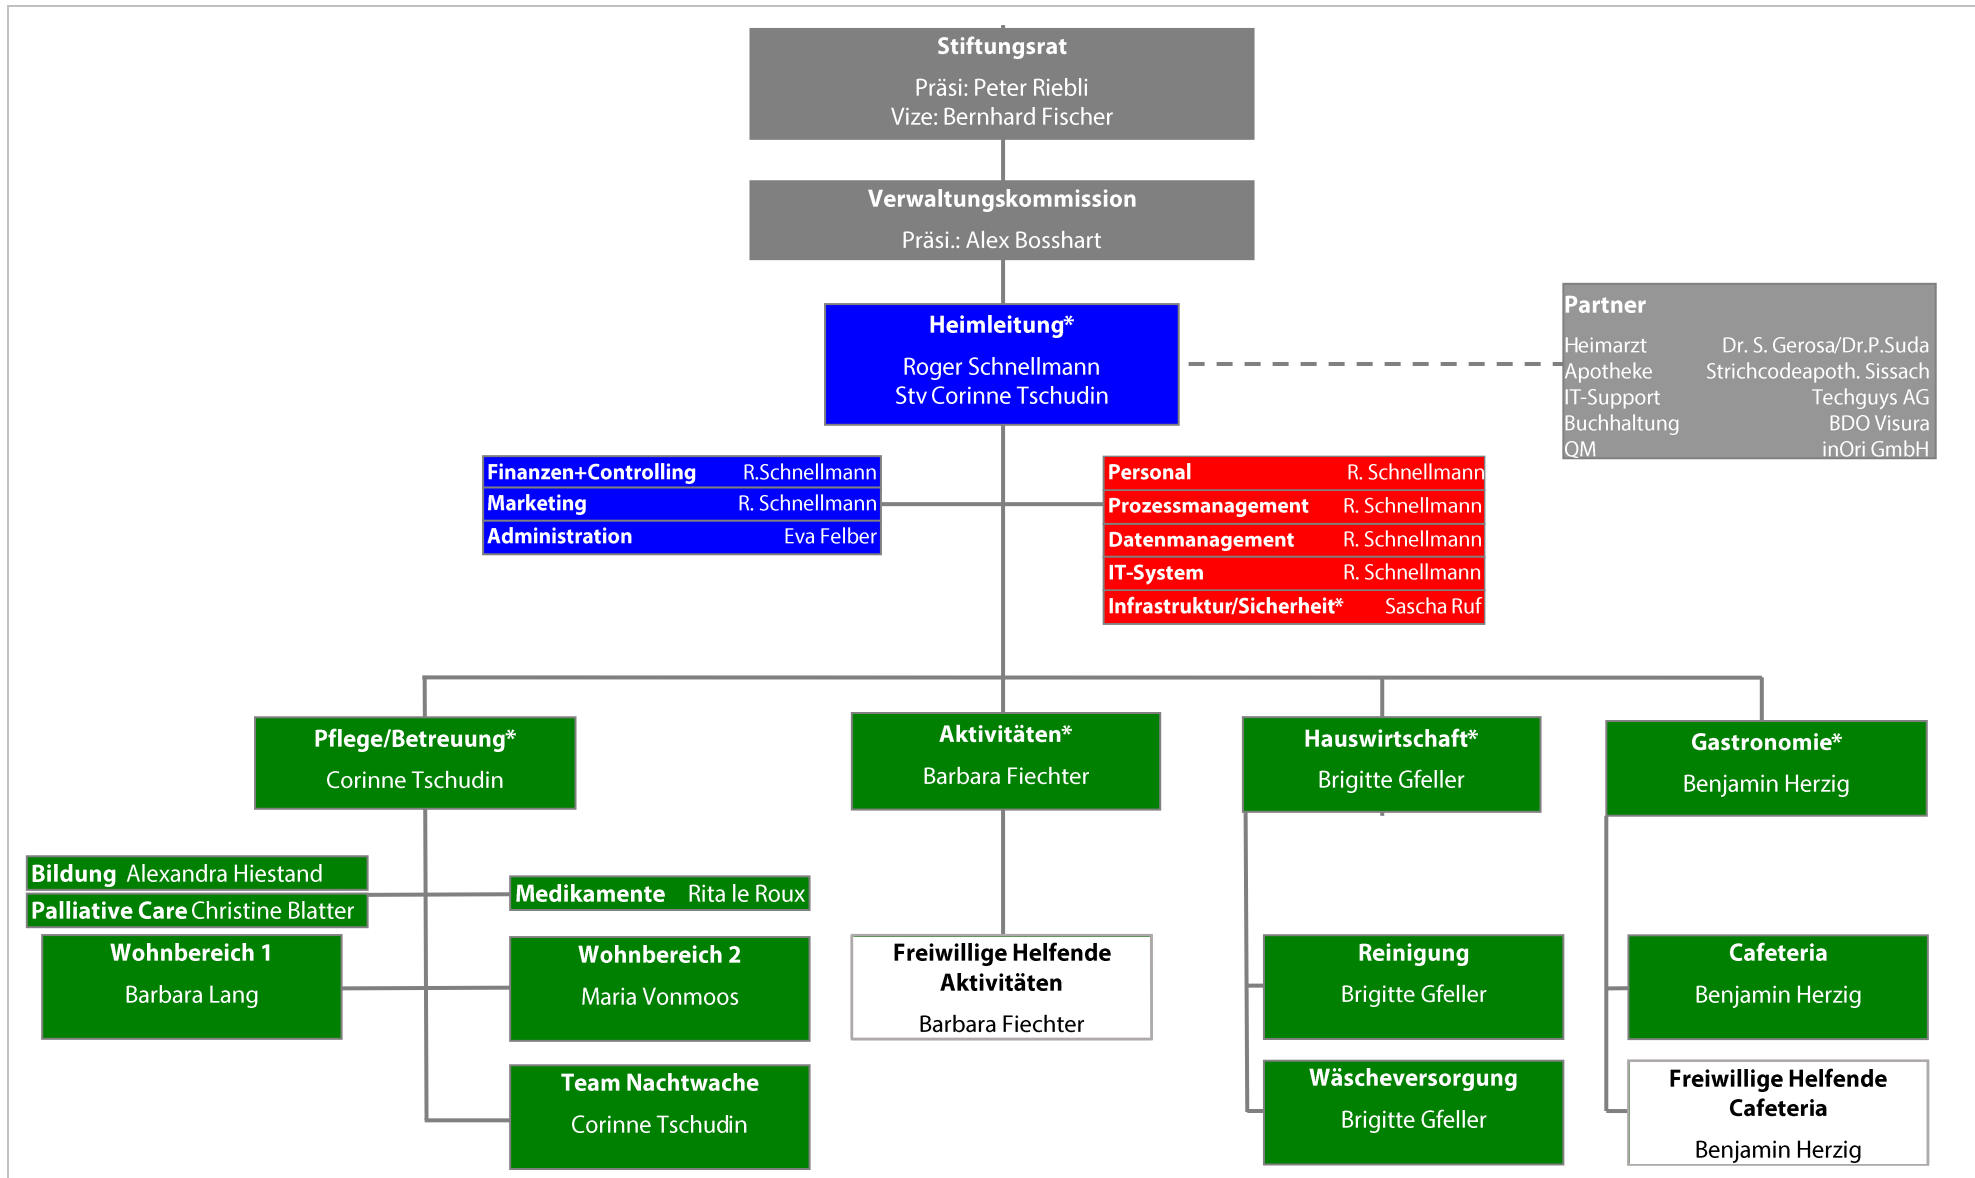 Stiftungsrat
Präsi: Peter Riebli
Vize: Bernhard Fischer
Verwaltungskommission
Präsi.: Alex Bosshart
Heimleitung*
Roger Schnellmann
Stv Corinne Tschudin
Partner
Heimarzt Dr. S. Gerosa/Dr.P.Suda
Apotheke Strichcodeapoth. Sissach
IT-Support Techguys AG
Buchhaltung BDO Visura
QM inOri GmbH
Finanzen+Controlling R.Schnellmann
Marketing R. Schnellmann
Administration Eva Felber
Personal R. Schnellmann
Prozessmanagement R. Schnellmann
Datenmanagement R. Schnellmann
IT-System R. Schnellmann
Infrastruktur/Sicherheit* Sascha Ruf
Pflege/Betreuung*
Corinne Tschudin
Aktivitäten*
Barbara Fiechter
Hauswirtschaft*
Brigitte Gfeller
Gastronomie*
Benjamin Herzig
Bildung Alexandra Hiestand
Palliative Care Christine Blatter
Medikamente Rita le Roux
Wohnbereich 1
Barbara Lang
Wohnbereich 2
Maria Vonmoos
Team Nachtwache
Corinne Tschudin
Freiwillige Helfende
Aktivitäten
Barbara Fiechter
Reinigung
Brigitte Gfeller
Wäscheversorgung
Brigitte Gfeller
Cafeteria
Benjamin Herzig
Freiwillige Helfende
Cafeteria
Benjamin Herzig